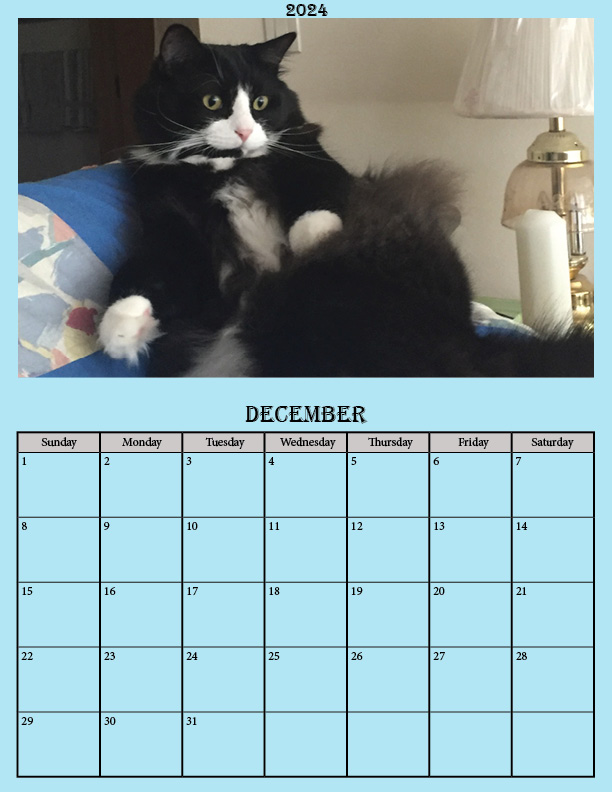 2024
DECEMBER
Sunday Monday Tuesday Wednesday Thursday Friday Saturday
1 2 3 4 5 6 7
8 9 10 11 12 13 14
15 16 17 18 19 20 21
22 23 24 25 26 27 28
29 30 31